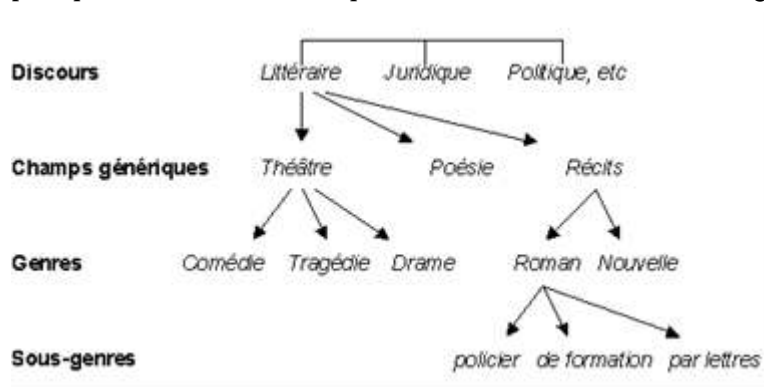 Discours Littéraire Juridique Politique, etc
Champs génériques Théâtre Poésie Récits
Genres Comédie Tragédie Drame Roman Nouvelle
Sous-genres policier de formation par lettres